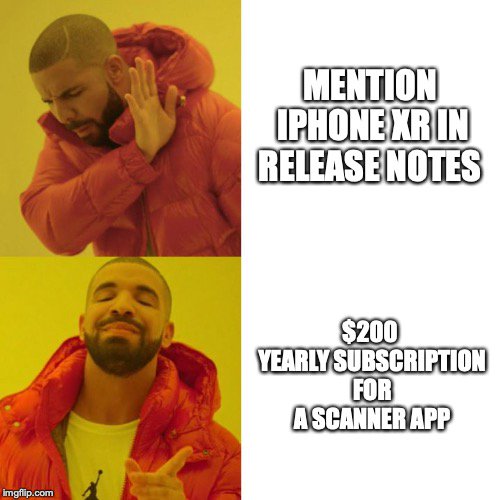 MENTION
IPHONE XR IN
RELEASE NOTES
$200
YEARLY SUBSCRIPTION
FOR
A SCANNER APP
imgflip.com